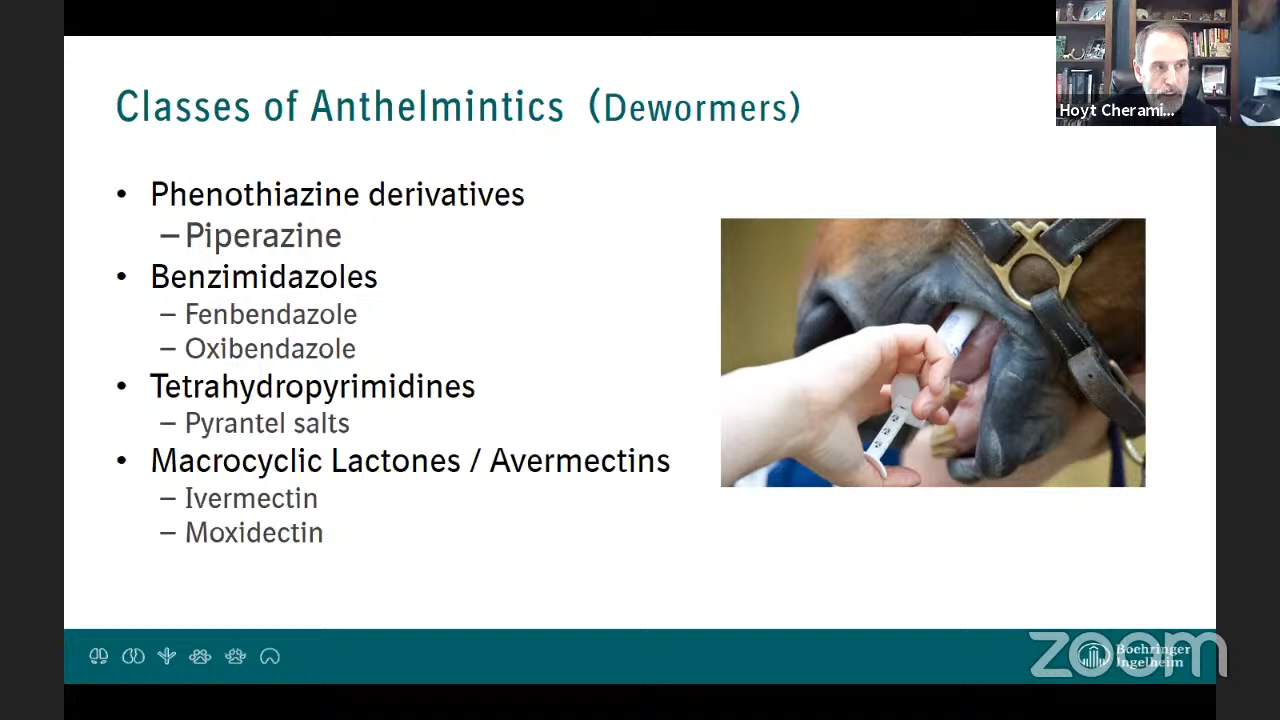 Classes of Anthelmintics (Dewormers)
Hoyt Cherami...
• Phenothiazine derivatives
– Piperazine
• Benzimidazoles
– Fenbendazole
– Oxibendazole
• Tetrahydropyrimidines
– Pyrantel salts
• Macrocyclic Lactones / Avermectins
– Ivermectin
– Moxidectin
zoom
Boehringer
Ingelheim